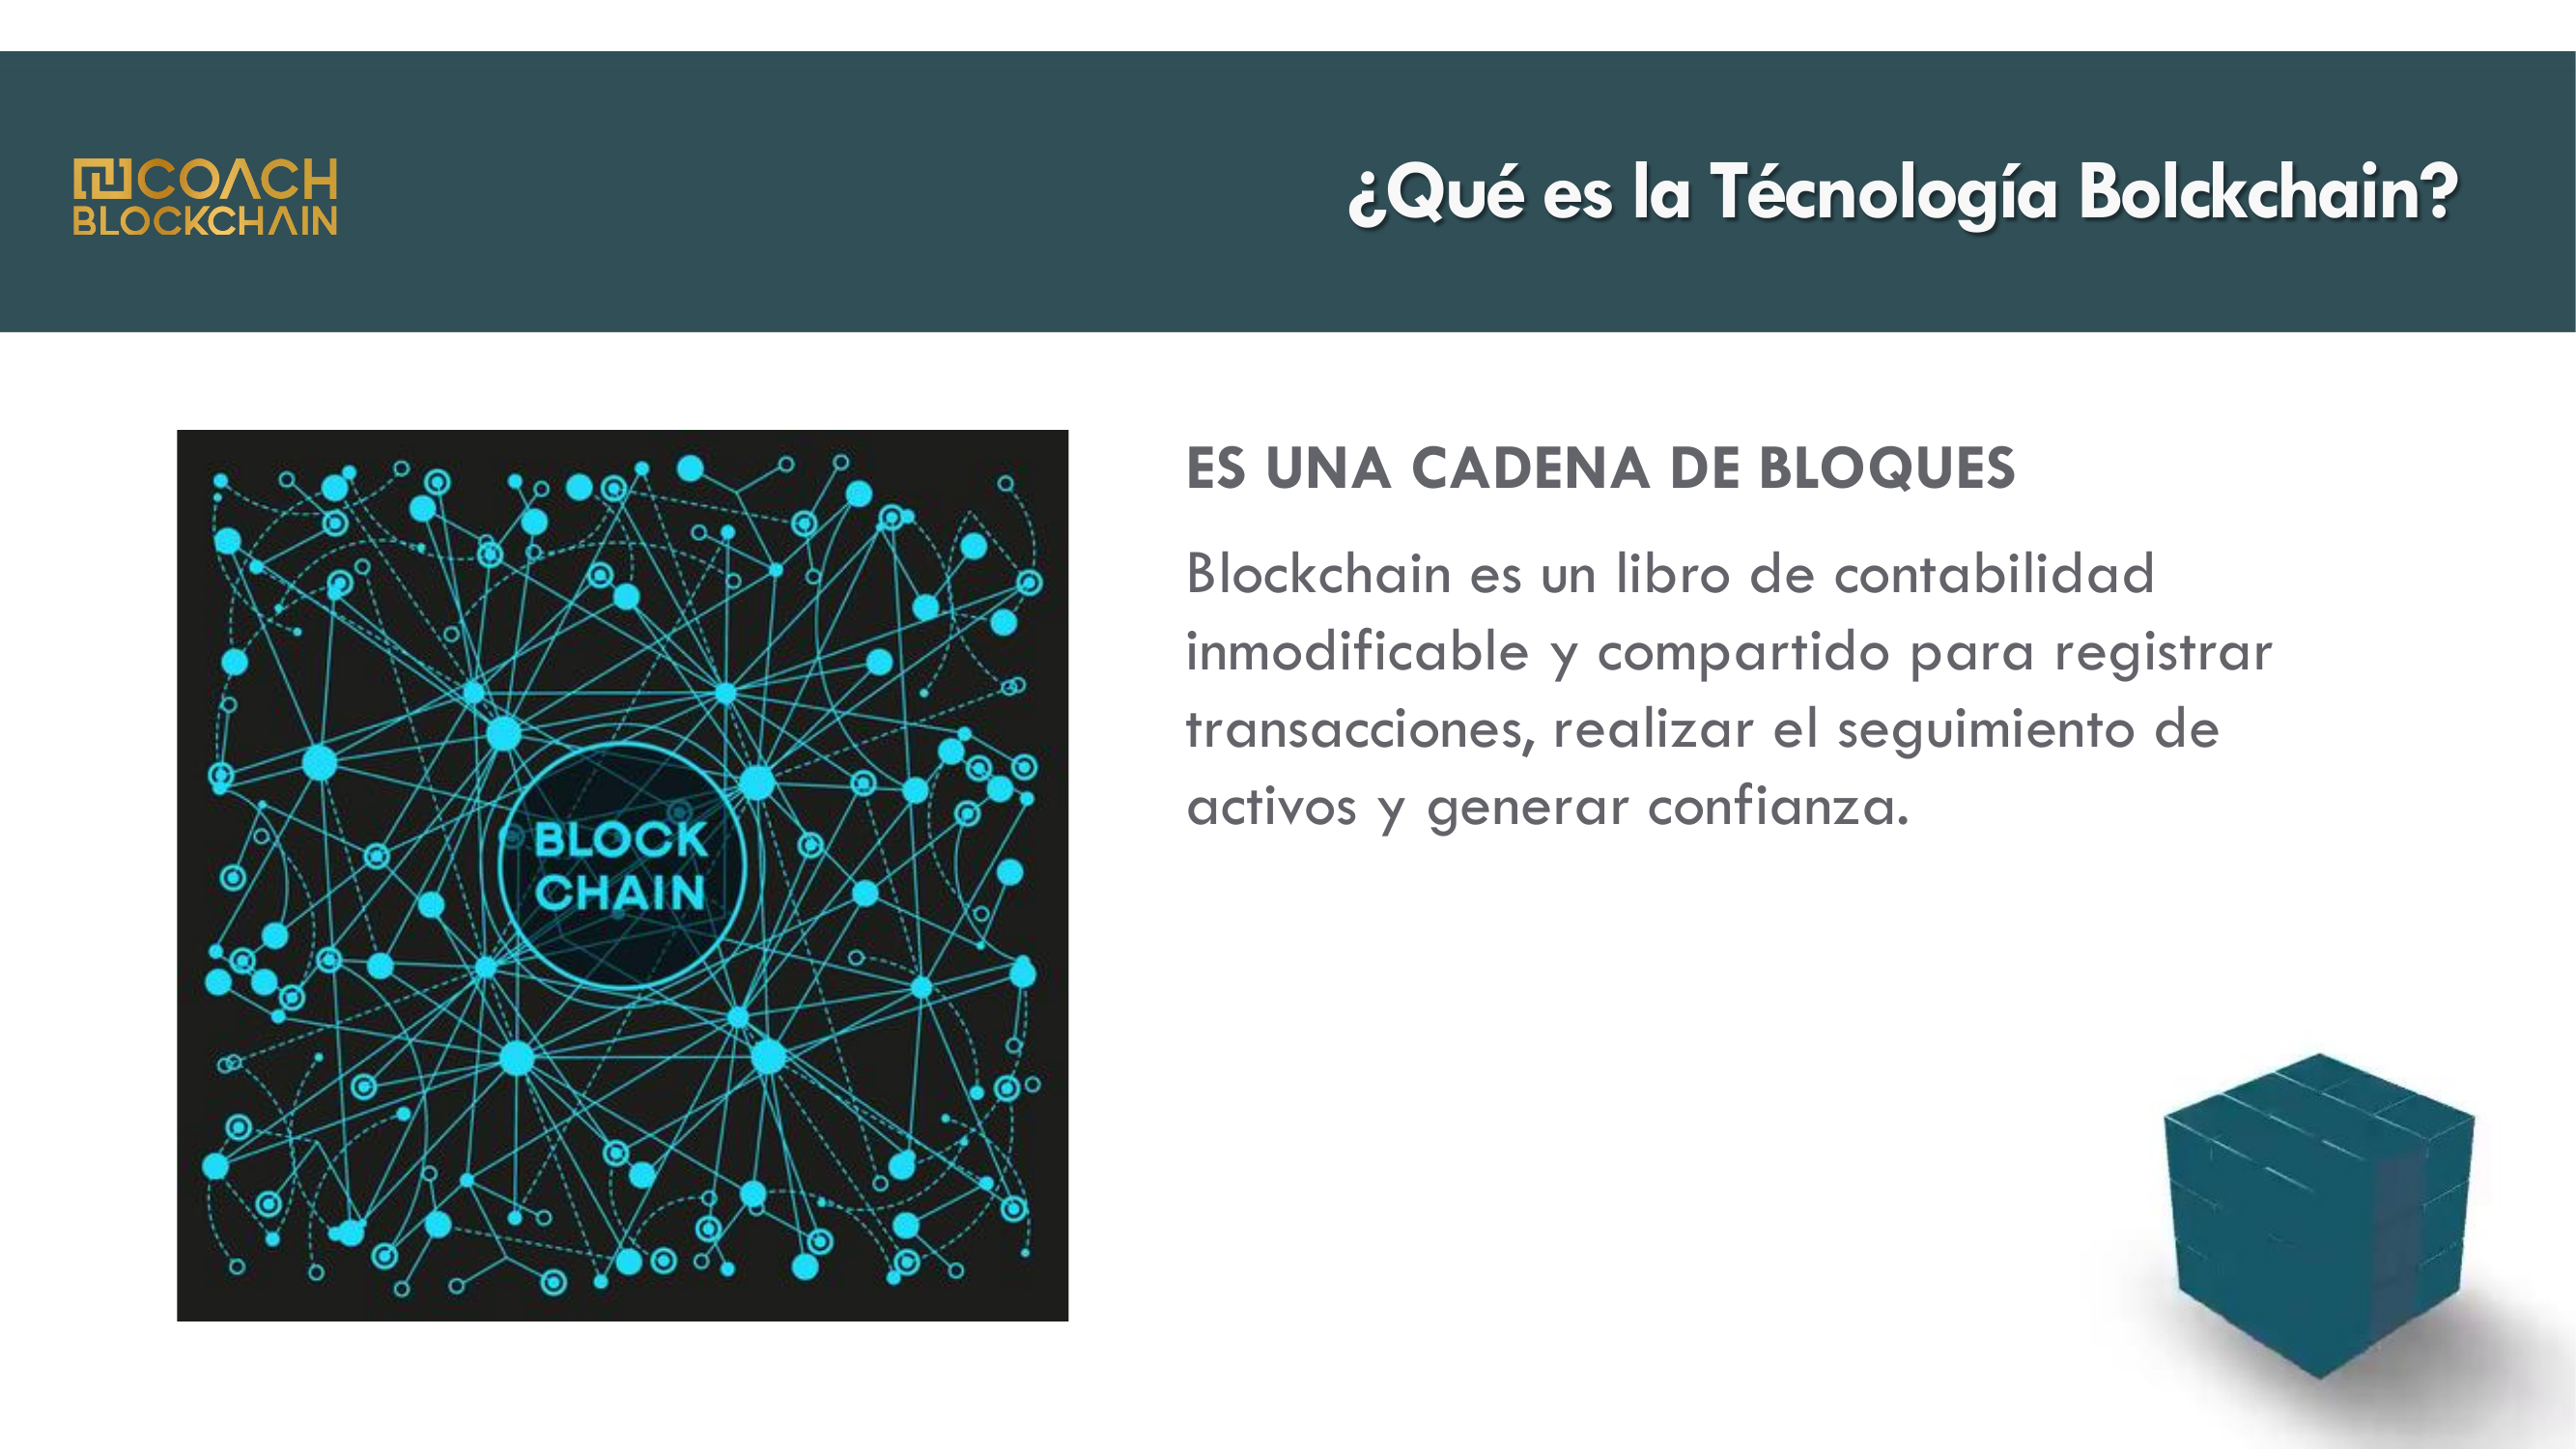 COACH
BLOCKCHAIN
¿Qué es la Técnología Bolckchain?
BLOCK
CHAIN
ES UNA CADENA DE BLOQUES
Blockchain es un libro de contabilidad
inmodificable y compartido para registrar
transacciones, realizar el seguimiento de
activos y generar confianza.